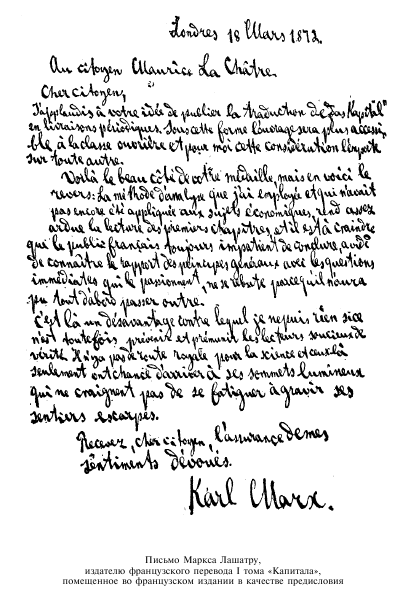 Londres 18 Mars 1872.
Au citoyen Maurice La Châtre.
Cher citoyen,
J'applaudis à votre idée de publier la traduction de „Das Kapital"
en livraisons périodiques. Sous cette forme l'ouvrage sera plus accessi-
ble à la classe ouvrière et pour moi cette considération l'emporte
sur toute autre.
Voilà le beau côté de votre médaille, mais en voici le
revers: La méthode d'analyse que j'ai employée et qui n'avait
pas encore été appliquée aux sujets économiques, rend assez
ardue la lecture des premiers chapitres, et il est à craindre
que le public français toujours impatient de conclure, avide
de connaître le rapport des principes généraux avec les questions
immédiates qui le passionnent, ne se rebute parcequ'il n'aura
pu tout d'abord passer outre.
C'est là un désavantage contre lequel je ne puis rien si ce
n'est toutefois prévenir et prémunir les lecteurs soucieux de
vérité. Il n'y a pas de route royale pour la science et ceux là
seulement ont chance d'arriver à ses sommets lumineux
qui ne craignent pas de se fatiguer à gravir ses
sentiers escarpés.
Recevez, cher citoyen, l'assurance de mes
sentiments dévoués.
Karl Marx.
Письмо Маркса Лашатру,
издателю французского перевода I тома «Капитала»,
помещенное во французском издании в качестве предисловия